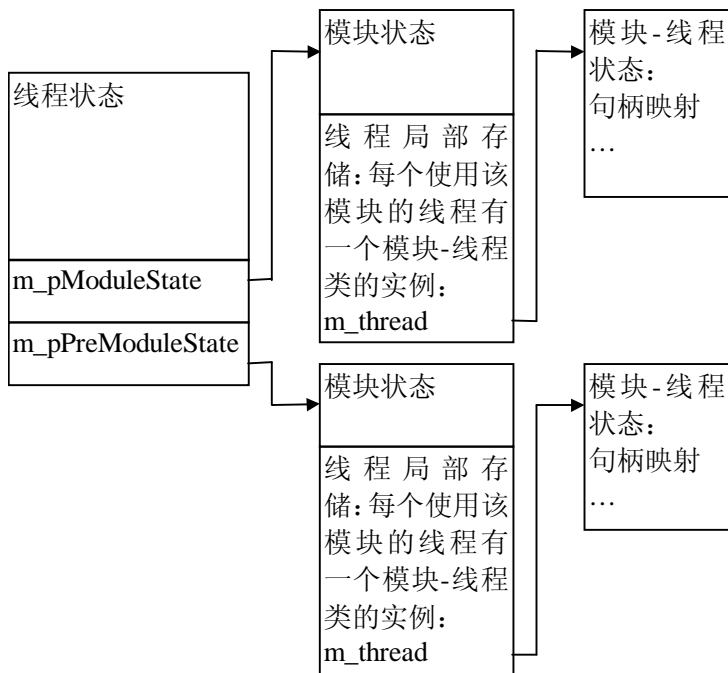 线程状态
m_pModuleState
m_pPreModuleState
模块状态
线程局部存
储：每个使用该
模块的线程有
一个模块-线程
类的实例：
m_thread
模块-线程
状态：
句柄映射
…
模块状态
线程局部存
储：每个使用该
模块的线程有
一个模块-线程
类的实例：
m_thread
模块-线程
状态：
句柄映射
…